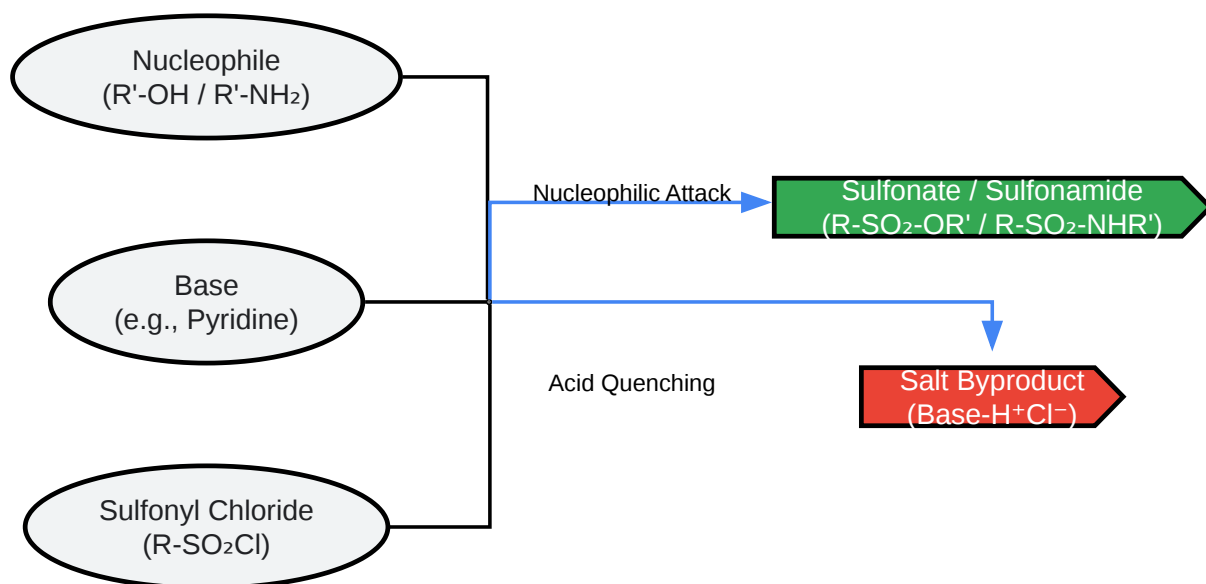 Nucleophile
(R'-OH / R'-NH₂)
Nucleophilic Attack
Sulfonate / Sulfonamide
(R-SO₂-OR' / R-SO₂-NHR')
Base
(e.g., Pyridine)
Acid Quenching
Salt Byproduct
(Base-H⁺Cl⁻)
Sulfonyl Chloride
(R-SO₂Cl)